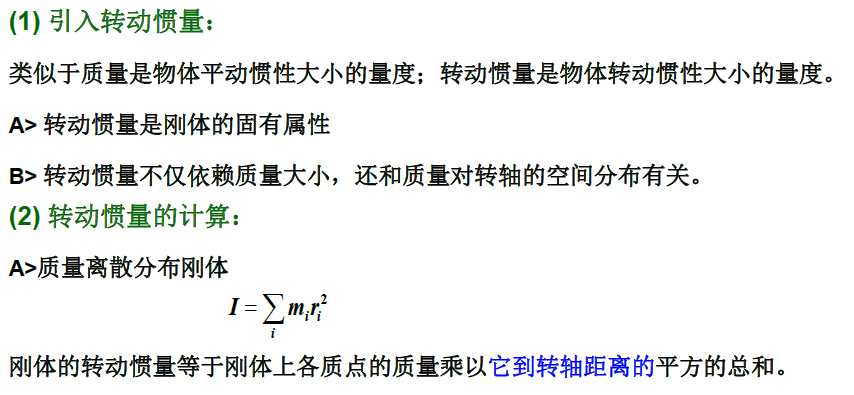 (1) 引入转动惯量：
类似于质量是物体平动惯性大小的量度；转动惯量是物体转动惯性大小的量度。
A> 转动惯量是刚体的固有属性
B> 转动惯量不仅依赖质量大小，还和质量对转轴的空间分布有关。
(2) 转动惯量的计算：
A>质量离散分布刚体
I = ∑_i m_i r_i^2
刚体的转动惯量等于刚体上各质点的质量乘以它到转轴距离的平方的总和。